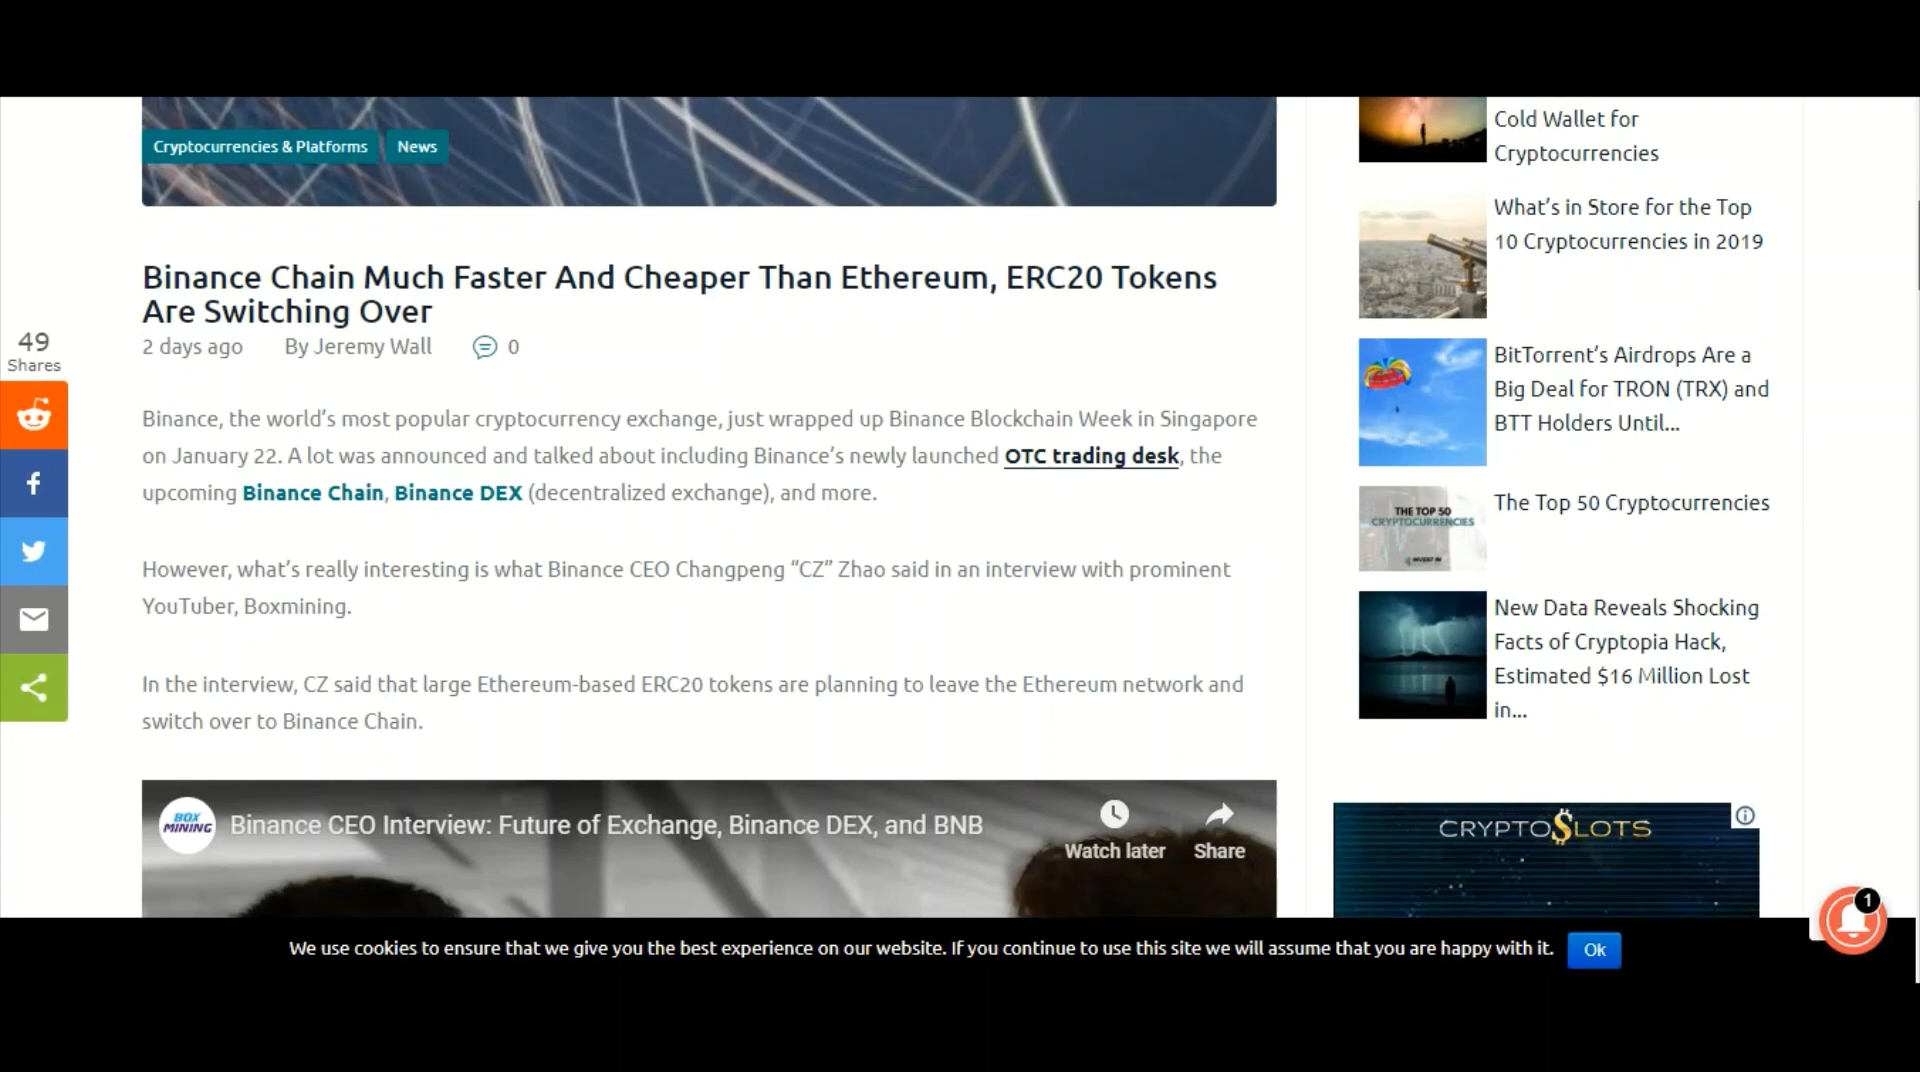 Cryptocurrencies & Platforms
News
Binance Chain Much Faster And Cheaper Than Ethereum, ERC20 Tokens
Are Switching Over
2 days ago By Jeremy Wall 0
49
Shares
Binance, the world’s most popular cryptocurrency exchange, just wrapped up Binance Blockchain Week in Singapore
on January 22. A lot was announced and talked about including Binance’s newly launched OTC trading desk, the
upcoming Binance Chain, Binance DEX (decentralized exchange), and more.
However, what’s really interesting is what Binance CEO Changpeng “CZ” Zhao said in an interview with prominent
YouTuber, Boxmining.
In the interview, CZ said that large Ethereum-based ERC20 tokens are planning to leave the Ethereum network and
switch over to Binance Chain.
BOX
MINING
Binance CEO Interview: Future of Exchange, Binance DEX, and BNB
Watch later
Share
Cold Wallet for
Cryptocurrencies
What’s in Store for the Top
10 Cryptocurrencies in 2019
BitTorrent’s Airdrops Are a
Big Deal for TRON (TRX) and
BTT Holders Until...
THE TOP 50
CRYPTOCURRENCIES
The Top 50 Cryptocurrencies
New Data Reveals Shocking
Facts of Cryptopia Hack,
Estimated $16 Million Lost
in...
CRYPTO$LOTS
1
We use cookies to ensure that we give you the best experience on our website. If you continue to use this site we will assume that you are happy with it.
Ok